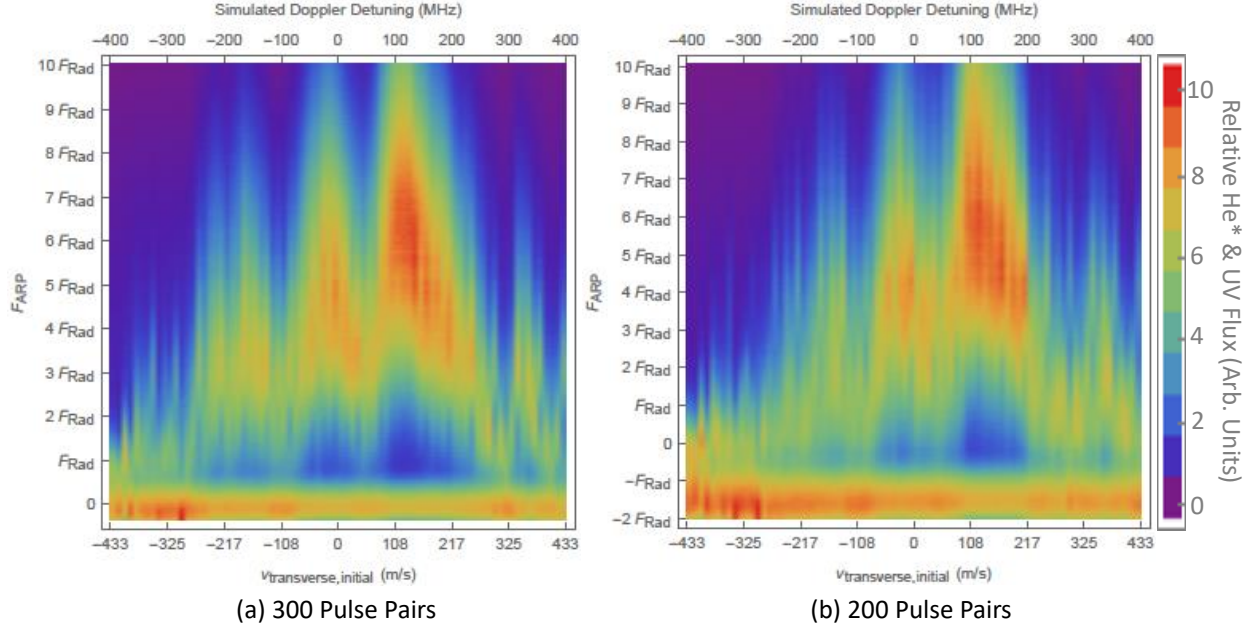 Simulated Doppler Detuning (MHz)
−400 −300 −200 −100 0 100 200 300 400
10 FRad
9 FRad
8 FRad
7 FRad
6 FRad
5 FRad
4 FRad
3 FRad
2 FRad
FRad
0
FARP
−433 −325 −217 −108 0 108 217 325 433
vtransverse,initial (m/s)
(a) 300 Pulse Pairs
Simulated Doppler Detuning (MHz)
−400 −300 −200 −100 0 100 200 300 400
10 FRad
9 FRad
8 FRad
7 FRad
6 FRad
5 FRad
4 FRad
3 FRad
2 FRad
FRad
0
−FRad
−2 FRad
FARP
−433 −325 −217 −108 0 108 217 325 433
vtransverse,initial (m/s)
(b) 200 Pulse Pairs
10
8
6
4
2
0
Relative He* & UV Flux (Arb. Units)